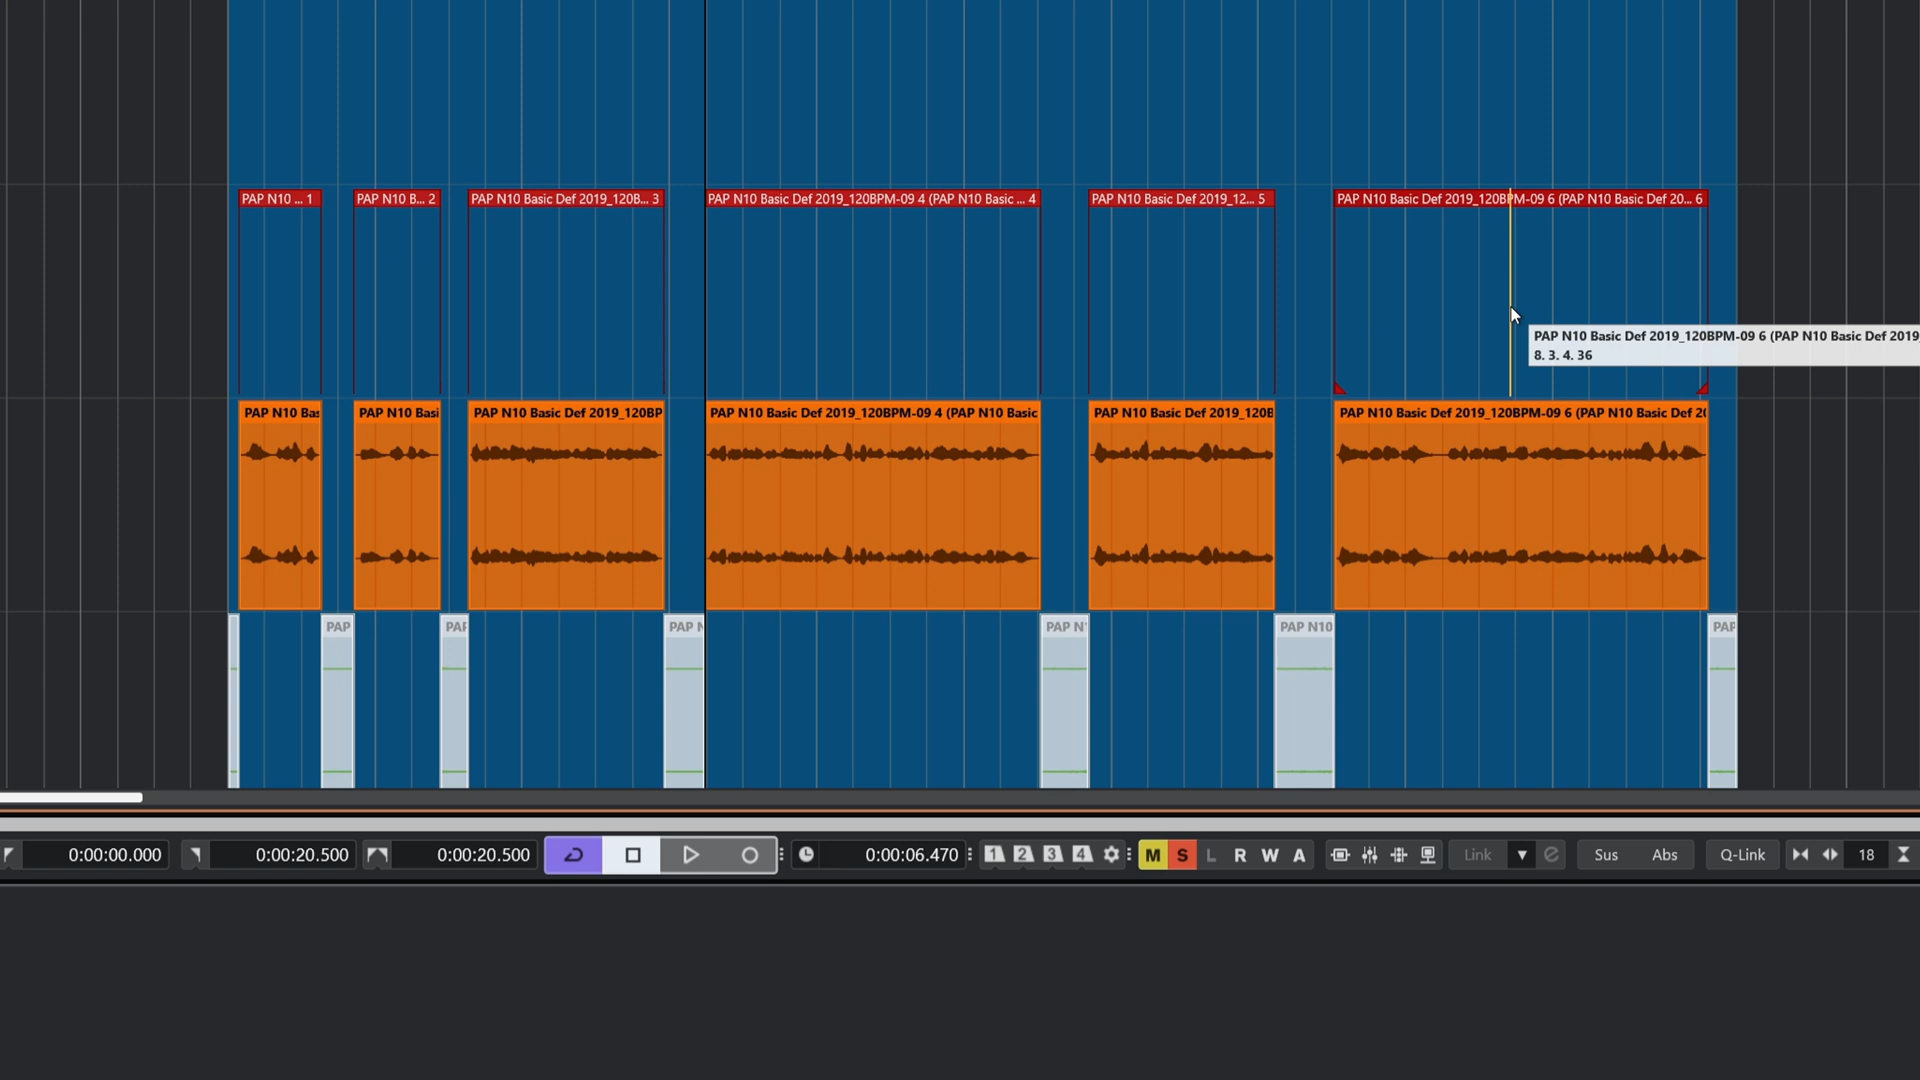 PAP N10 ... 1
PAP N10 B... 2
PAP N10 Basic Def 2019_120B... 3
PAP N10 Basic Def 2019_120BPM-09 4 (PAP N10 Basic ... 4
PAP N10 Basic Def 2019_12... 5
PAP N10 Basic Def 2019_120BPM-09 6 (PAP N10 Basic Def 20... 6
PAP N10 Basic Def 2019_120BPM-09 6 (PAP N10 Basic Def 2019_
8. 3. 4. 36
PAP N10 Bas
PAP N10 Basi
PAP N10 Basic Def 2019_120BP
PAP N10 Basic Def 2019_120BPM-09 4 (PAP N10 Basic
PAP N10 Basic Def 2019_120B
PAP N10 Basic Def 2019_120BPM-09 6 (PAP N10 Basic Def 20
PAP
PAP
PAP N
PAP N
PAP N10
PAP
0:00:00.000
0:00:20.500
0:00:20.500
0:00:06.470
1 2 3 4
M S L R W A
Link
Sus
Abs
Q-Link
18